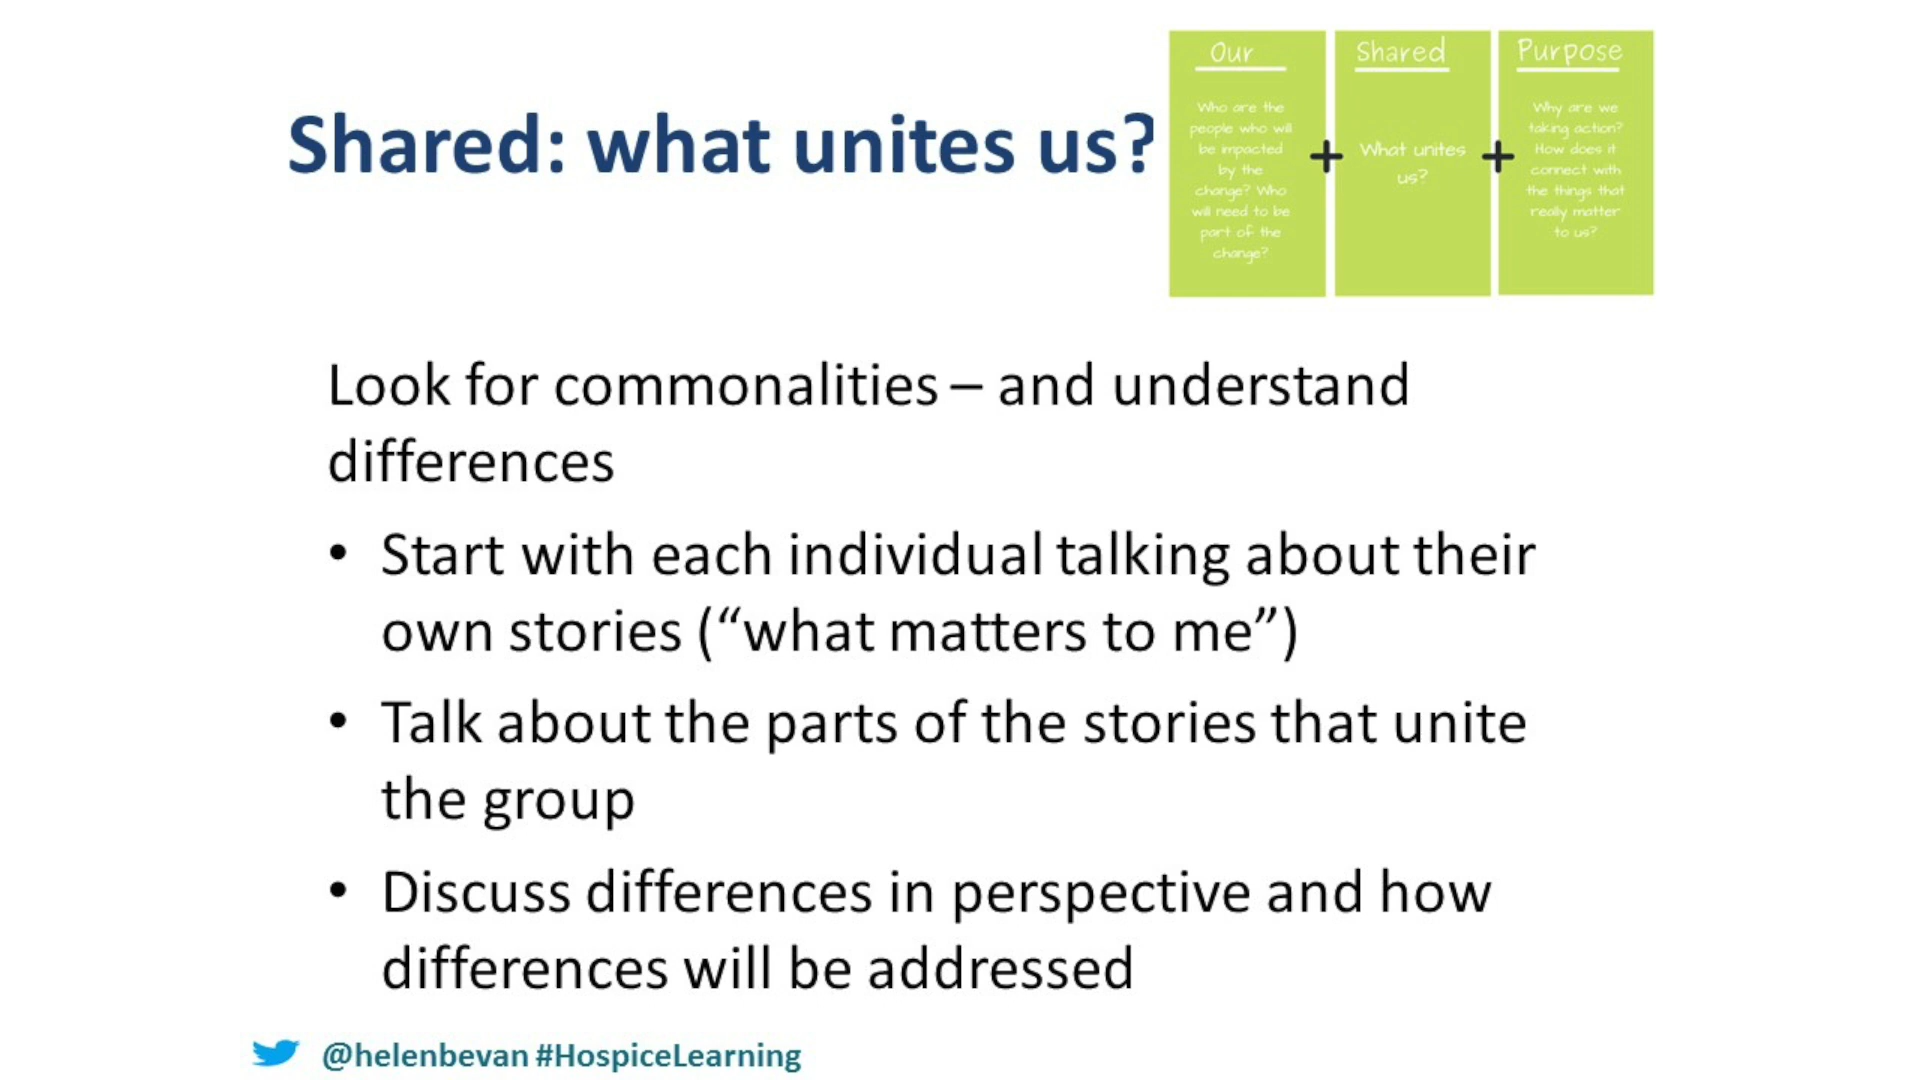 Shared: what unites us?
Our
Who are the
people who will
be impacted
by the
change? Who
will need to be
part of the
change?
+
Shared
What unites
us?
+
Purpose
Why are we
taking action?
How does it
connect with
the things that
really matter
to us?
Look for commonalities – and understand
differences
• Start with each individual talking about their
own stories (“what matters to me”)
• Talk about the parts of the stories that unite
the group
• Discuss differences in perspective and how
differences will be addressed
@helenbevan #HospiceLearning